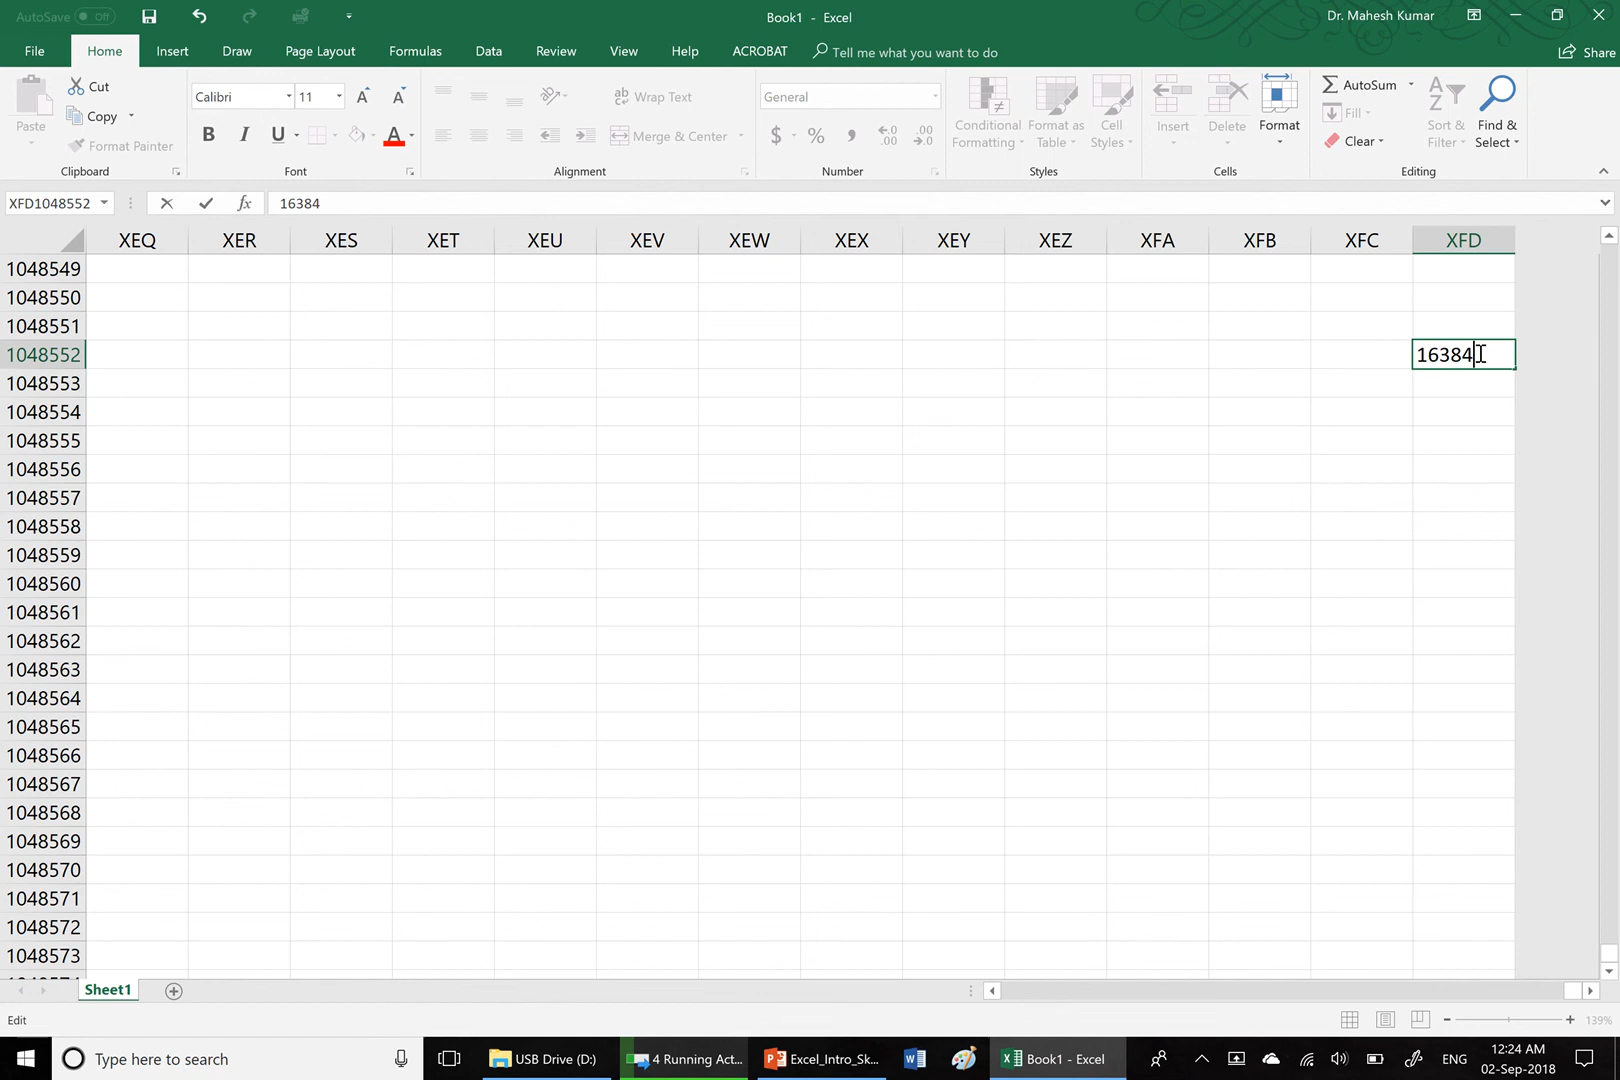 AutoSave Off
Book1 - Excel
Dr. Mahesh Kumar
File Home Insert Draw Page Layout Formulas Data Review View Help ACROBAT Tell me what you want to do Share
Paste
Cut
Copy
Format Painter
Clipboard
Calibri 11
B I U
Font
ab Wrap Text
Merge & Center
Alignment
General
$ % ,
Number
Conditional Formatting
Format as Table
Cell Styles
Styles
Insert
Delete
Format
Cells
AutoSum
Fill
Clear
Sort & Filter
Find & Select
Editing
XFD1048552 fx 16384
XEQ XER XES XET XEU XEV XEW XEX XEY XEZ XFA XFB XFC XFD
1048549
1048550
1048551
1048552 16384
1048553
1048554
1048555
1048556
1048557
1048558
1048559
1048560
1048561
1048562
1048563
1048564
1048565
1048566
1048567
1048568
1048569
1048570
1048571
1048572
1048573
Sheet1
Edit
139%
Type here to search
USB Drive (D:)
4 Running Act...
Excel_Intro_Sk...
Book1 - Excel
ENG
12:24 AM
02-Sep-2018